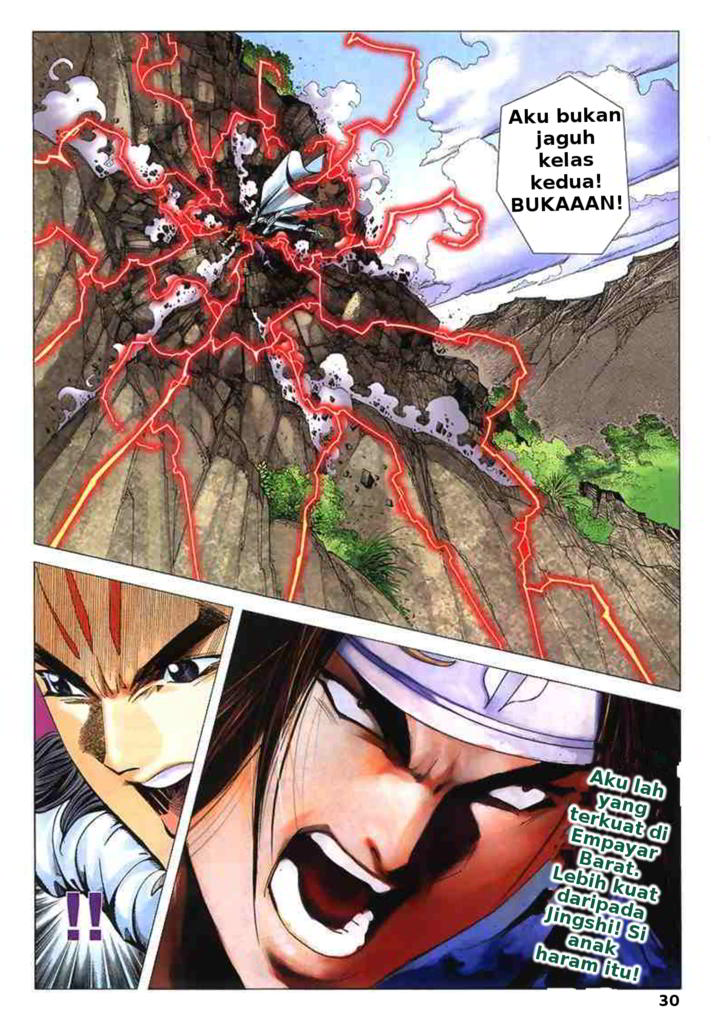 Aku bukan
jaguh
kelas
kedua!
BUKAAAN!
!!
Aku lah
yang
terkuat di
Empayar
Barat.
Lebih kuat
daripada
Jingshi! Si
anak
haram itu!
30